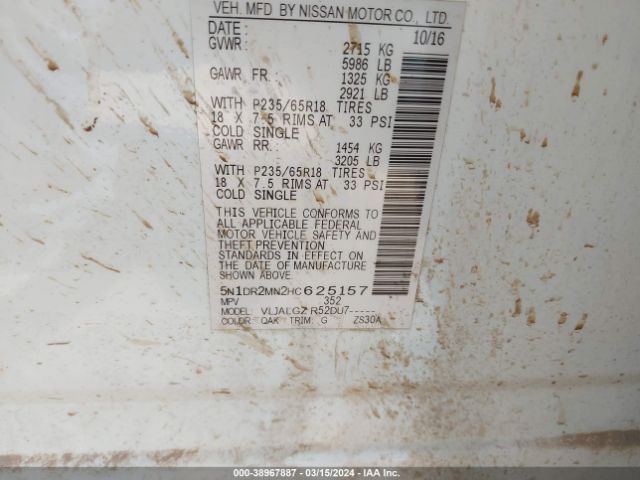 VEH. MFD BY NISSAN MOTOR CO., LTD.
DATE: 10/16
GVWR: 2715 KG
5986 LB
GAWR FR: 1325 KG
2921 LB
WITH P235/65R18 TIRES
18 X 7.5 RIMS AT 33 PSI
COLD SINGLE
GAWR RR: 1454 KG
3205 LB
WITH P235/65R18 TIRES
18 X 7.5 RIMS AT 33 PSI
COLD SINGLE
THIS VEHICLE CONFORMS TO
ALL APPLICABLE FEDERAL
MOTOR VEHICLE SAFETY AND
THEFT PREVENTION
STANDARDS IN EFFECT ON
THE DATE OF MANUFACTURE
SHOWN ABOVE.
5N1DR2MN2HC625157
MPV 352
MODEL: VLJALGZ R52DU7-----
COLOR: QAK TRIM: G ZS30A
000-38967887 - 03/15/2024 - IAA Inc.